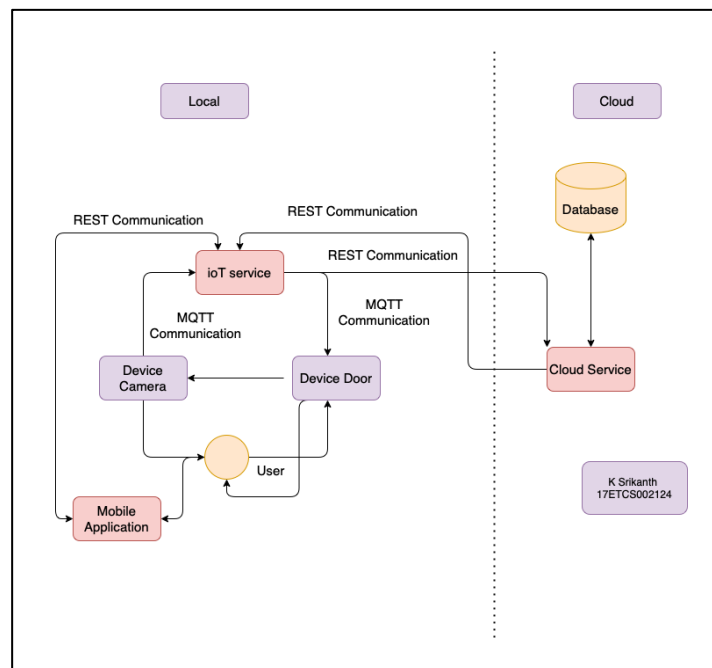 Local
Cloud
Database
REST Communication
REST Communication
REST Communication
ioT service
MQTT
Communication
MQTT
Communication
Device
Camera
Device Door
Cloud Service
User
K Srikanth
17ETCS002124
Mobile
Application